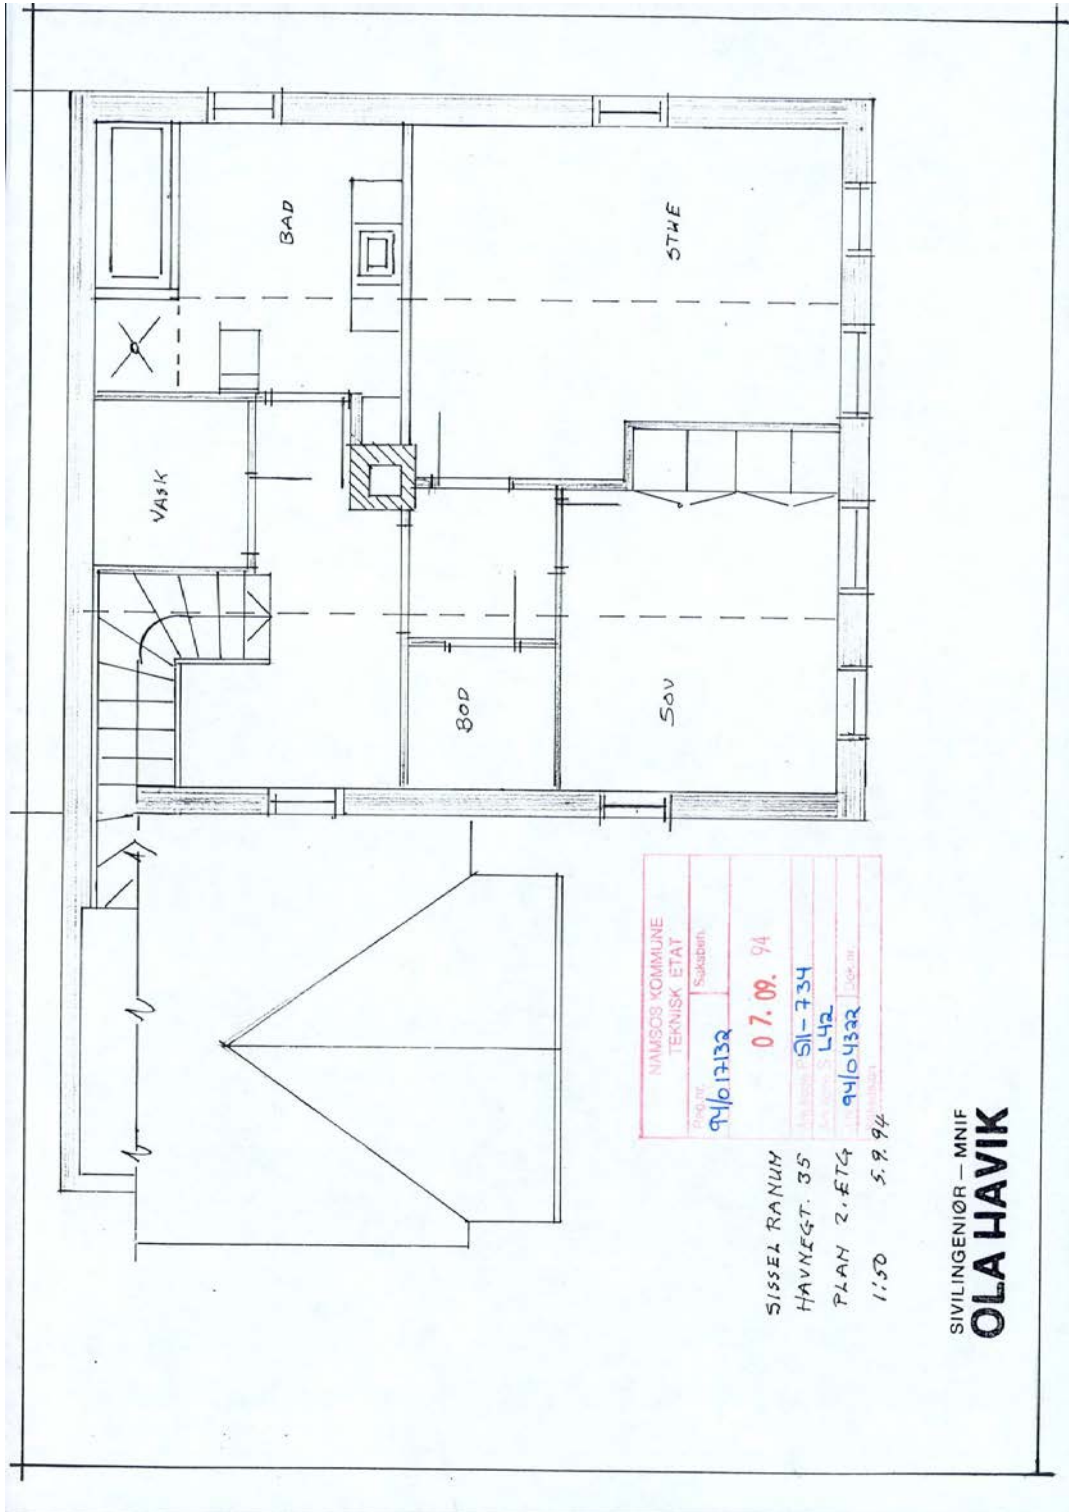 BAD
STUE
VASK
BOD
SOV
NAMSOS KOMMUNE
TEKNISK ETAT
Saksbeh.
94/017132
07.09.94
511-734
L42
94/04322
SISSEL RANUM
HAVNEGT. 35
PLAN 2. ETG
1:50 5.9.94
SIVILINGENIØR — MNIF
OLA HAVIK